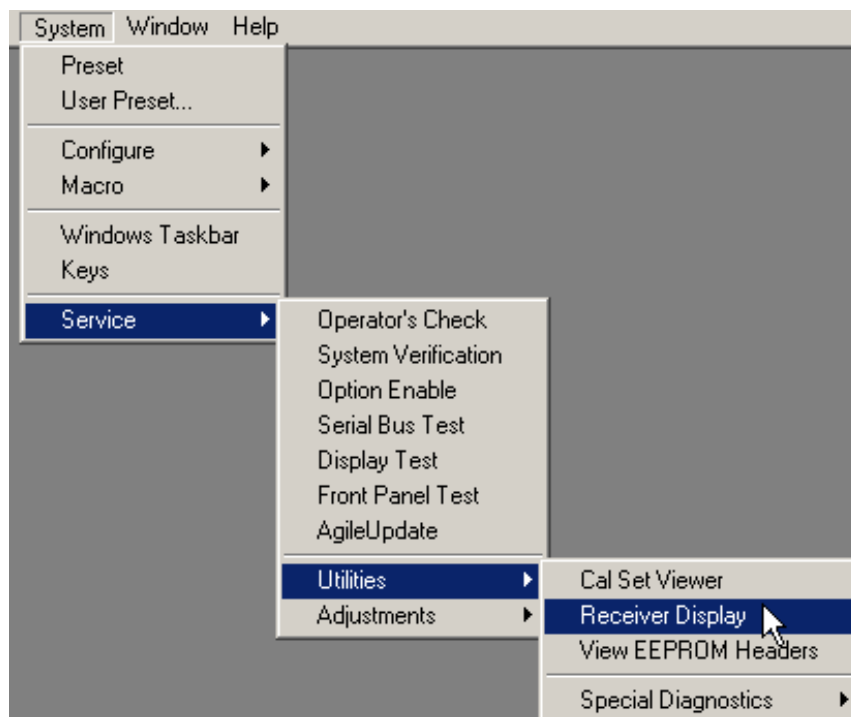 System Window Help
Preset
User Preset...
Configure
Macro
Windows Taskbar
Keys
Service
Operator's Check
System Verification
Option Enable
Serial Bus Test
Display Test
Front Panel Test
AgileUpdate
Utilities
Adjustments
Cal Set Viewer
Receiver Display
View EEPROM Headers
Special Diagnostics